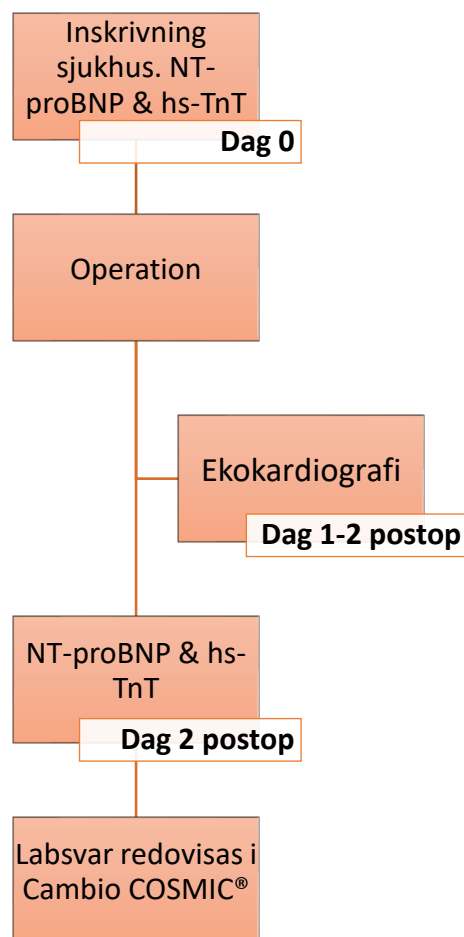 Inskrivning
sjukhus. NT-
proBNP & hs-TnT
Dag 0
Operation
Ekokardiografi
Dag 1-2 postop
NT-proBNP & hs-
TnT
Dag 2 postop
Labsvar redovisas i
Cambio COSMIC®